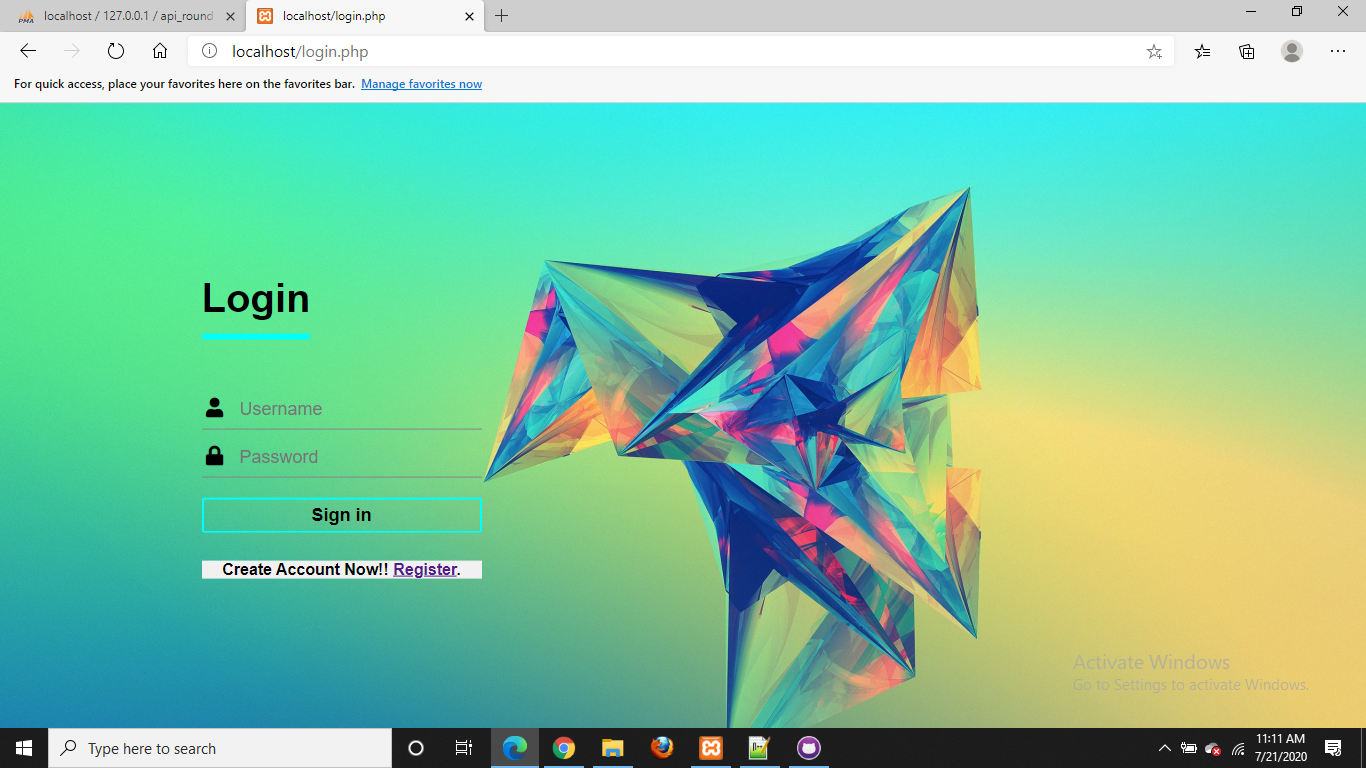 localhost / 127.0.0.1 / api_round
localhost/login.php
localhost/login.php
For quick access, place your favorites here on the favorites bar. Manage favorites now
Login
Username
Password
Sign in
Create Account Now!! Register.
Activate Windows
Go to Settings to activate Windows.
Type here to search
11:11 AM
7/21/2020